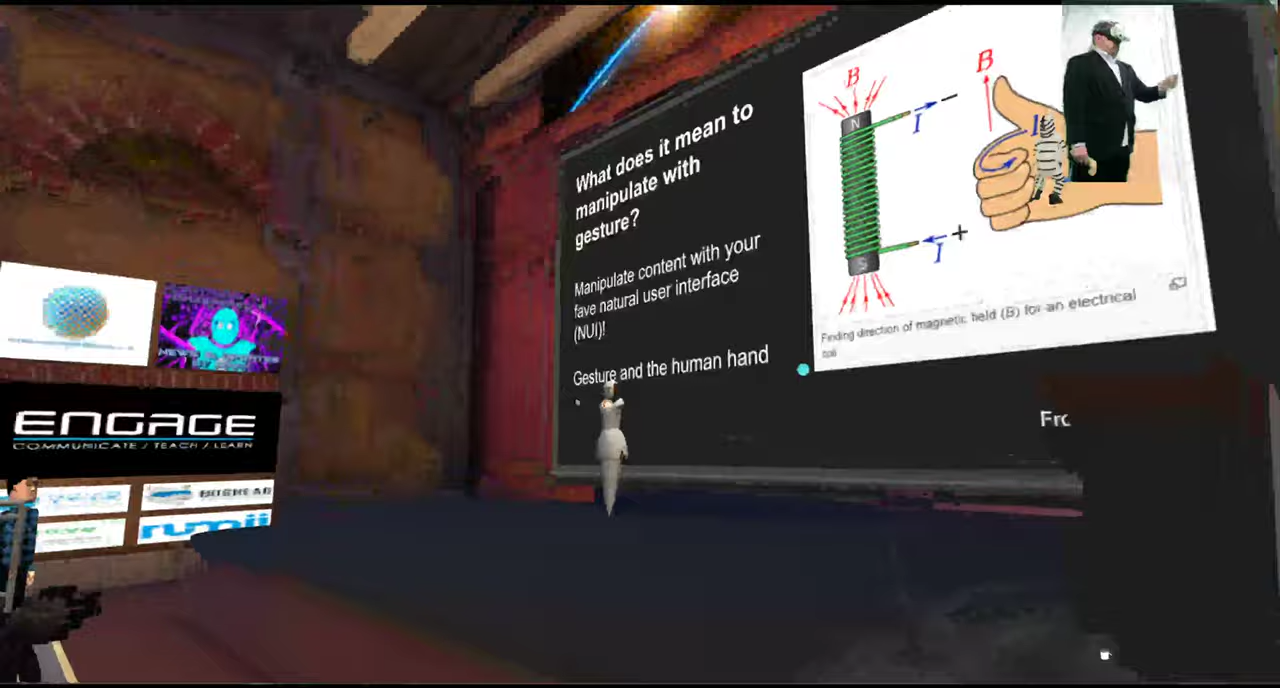 What does it mean to
manipulate with
gesture?
Manipulate content with your
fave natural user interface
(NUI)!
Gesture and the human hand
B
N
I
−
I
+
S
B
I
Finding direction of magnetic field (B) for an electrical
coil
Fro
ENGAGE
COMMUNICATE / TEACH / LEARN
rumii